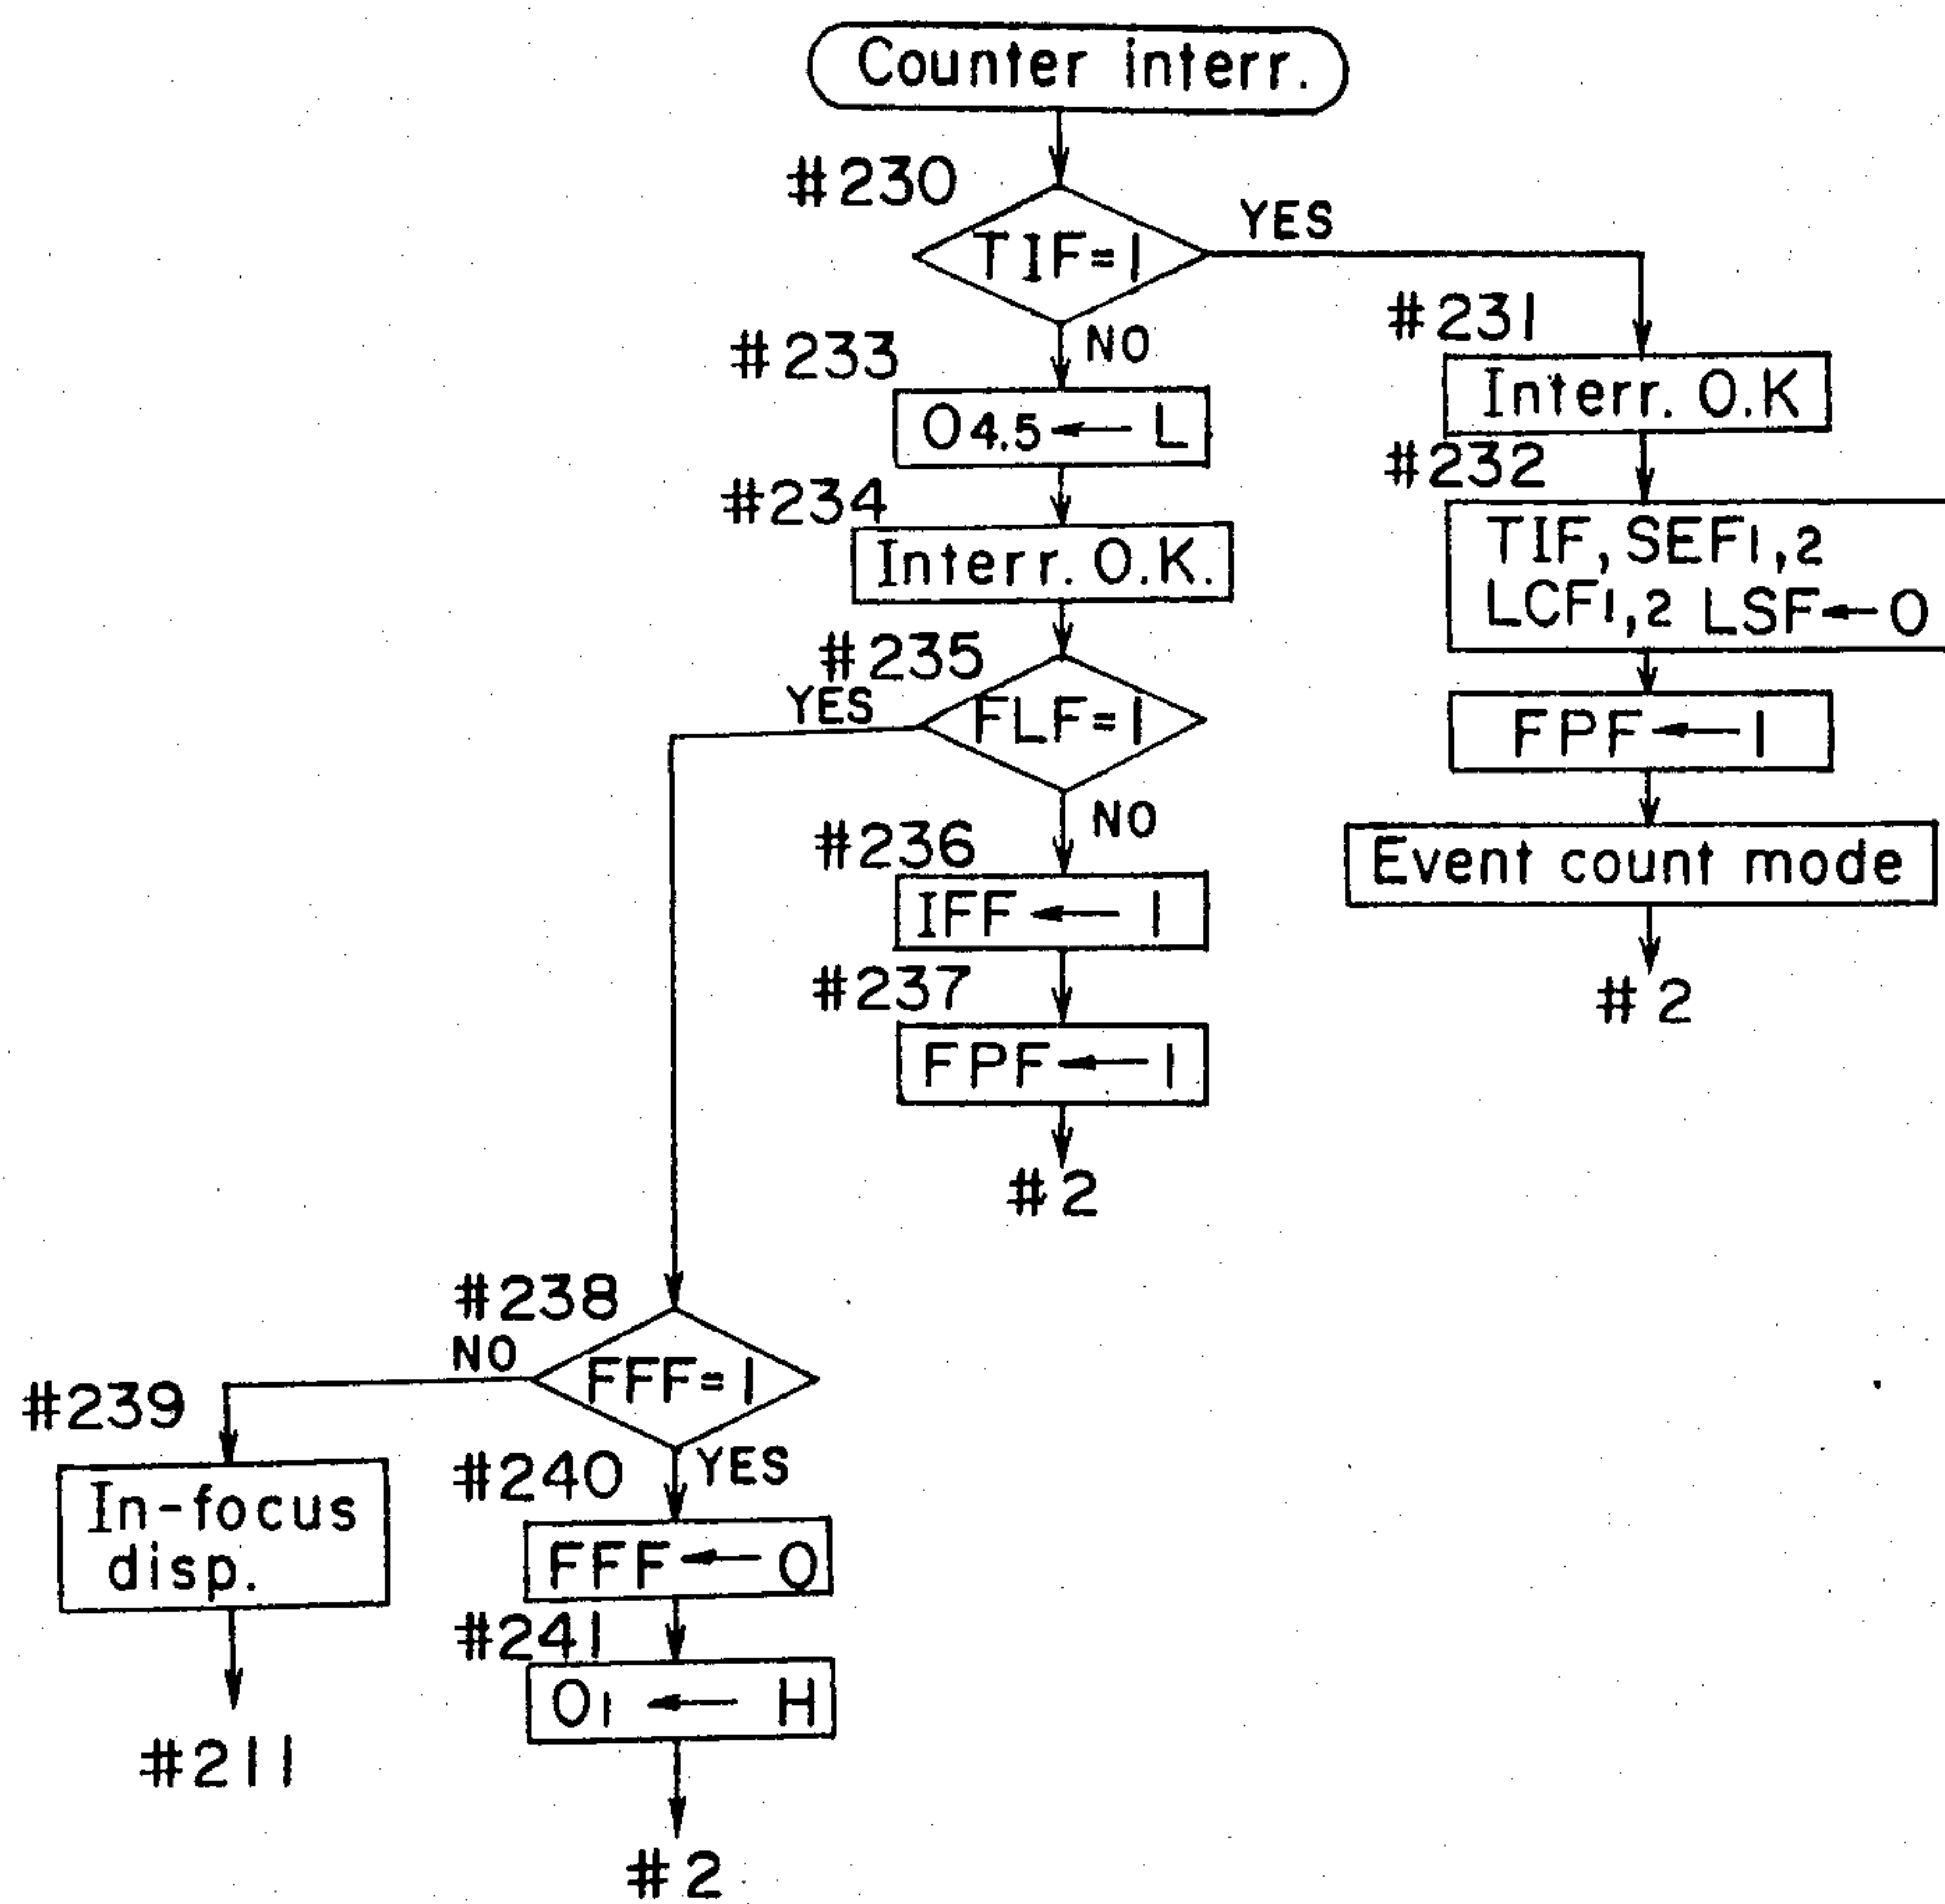 Counter interr.
#230
TIF=1
YES
NO
#231
Interr. O.K
#232
TIF, SEF1,2
LCF1,2 LSF←0
FPF←1
Event count mode
#2
#233
O4.5←L
#234
Interr. O.K.
#235
FLF=1
YES
NO
#236
IFF←1
#237
FPF←1
#2
#238
FFF=1
NO
YES
#239
In-focus
disp.
#211
#240
FFF←0
#241
O1←H
#2